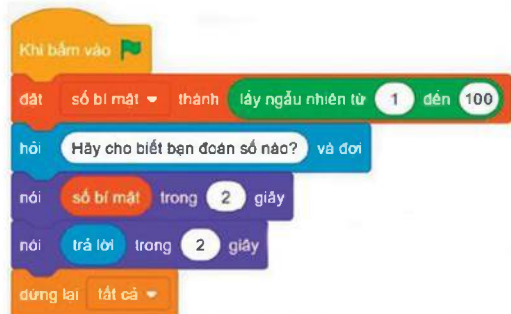 Khi bấm vào
đặt số bí mật thành lấy ngẫu nhiên từ 1 đến 100
hỏi Hãy cho biết bạn đoán số nào? và đợi
nói số bí mật trong 2 giây
nói trả lời trong 2 giây
dừng lại tất cả